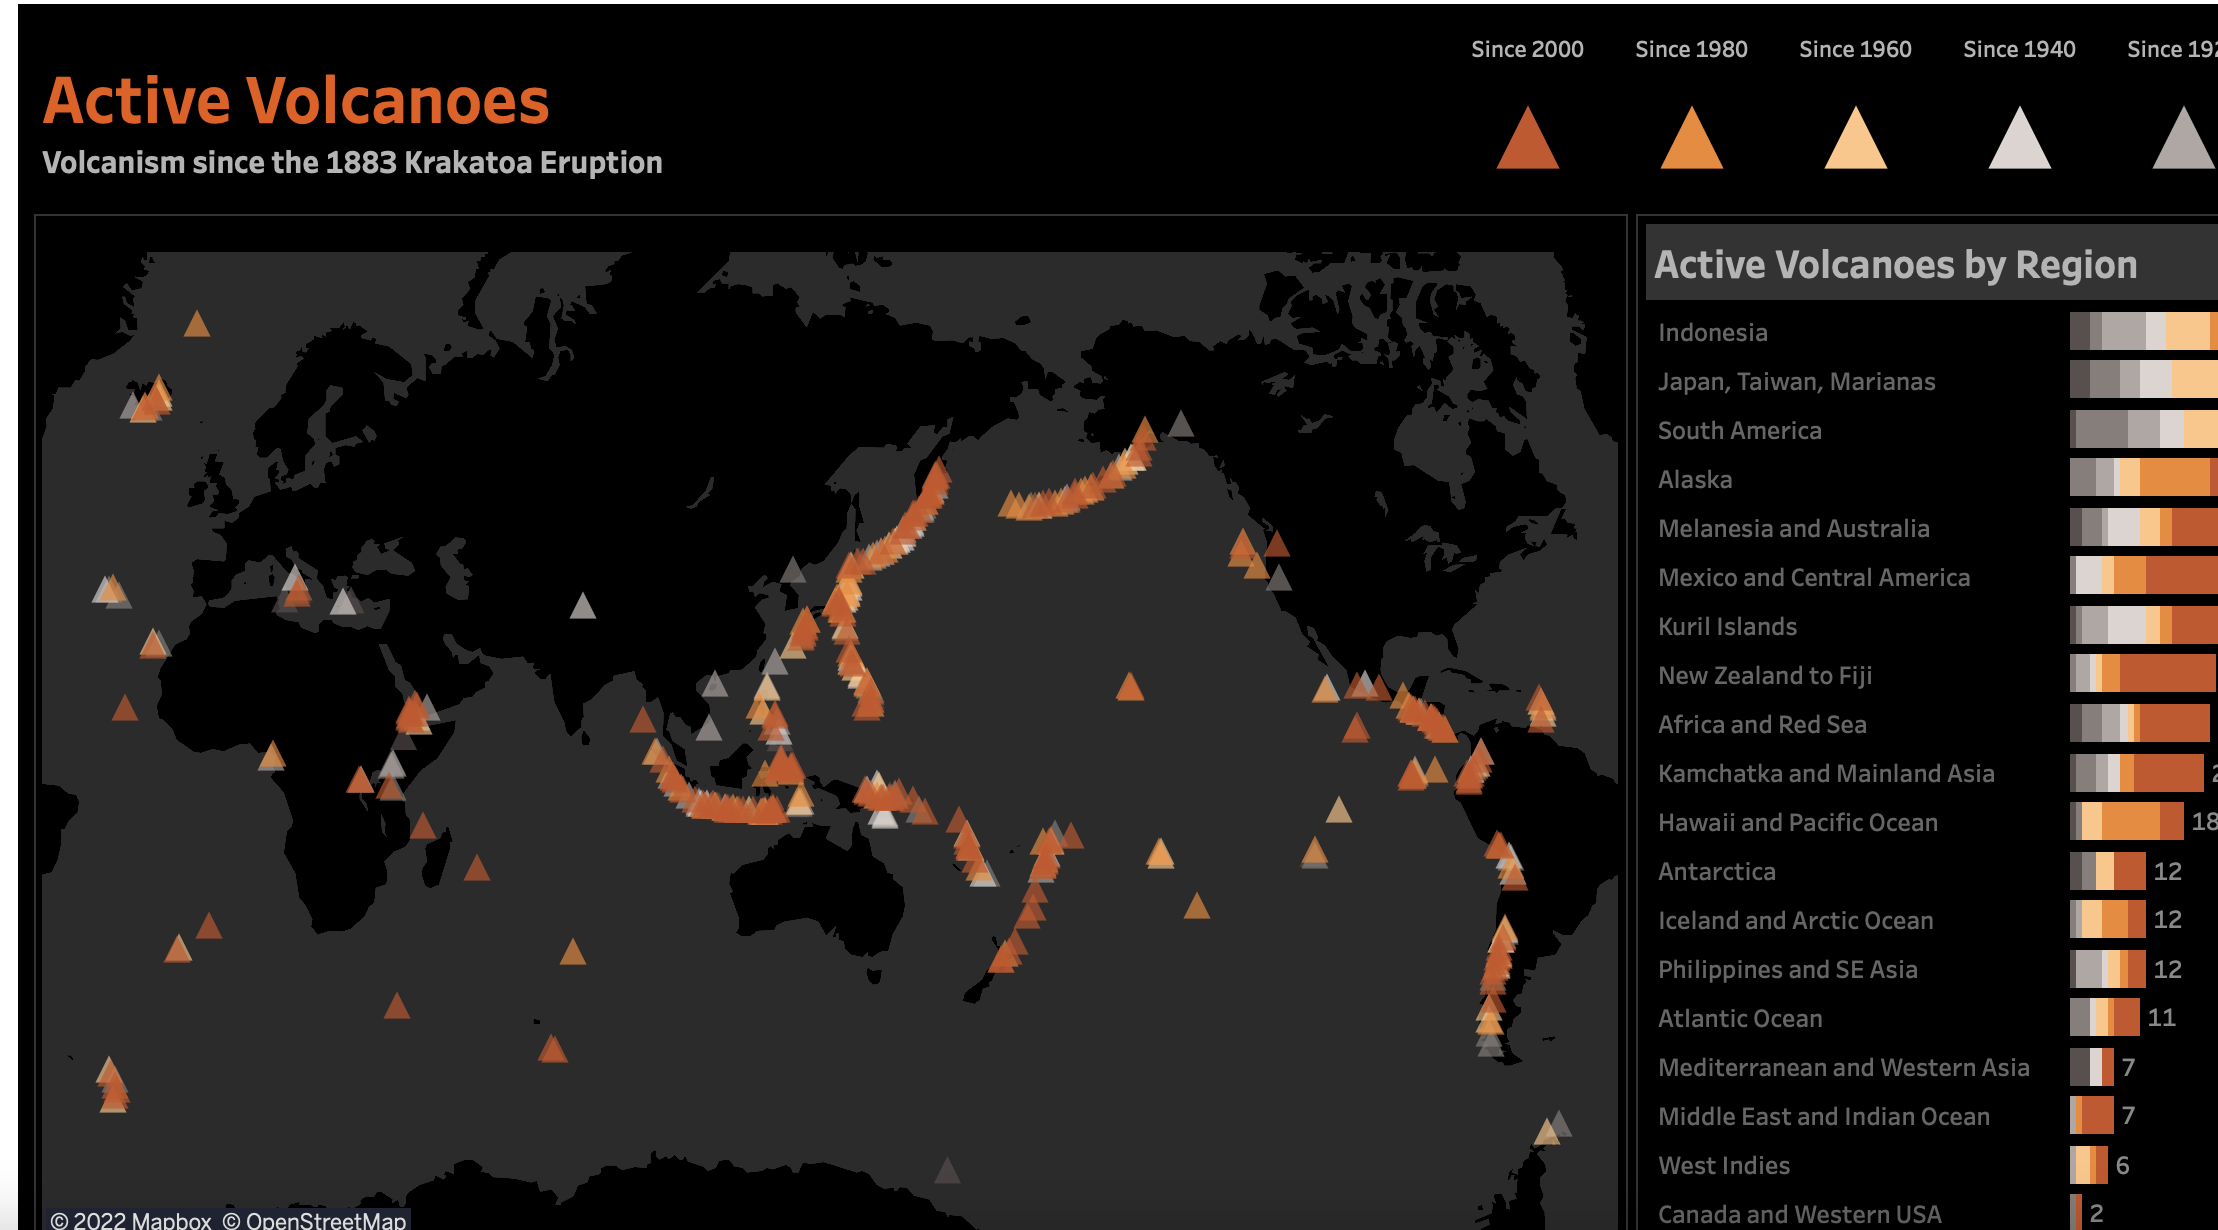 Since 2000
Since 1980
Since 1960
Since 1940
Since 192
Active Volcanoes
Volcanism since the 1883 Krakatoa Eruption
Active Volcanoes by Region
Indonesia
Japan, Taiwan, Marianas
South America
Alaska
Melanesia and Australia
Mexico and Central America
Kuril Islands
New Zealand to Fiji
Africa and Red Sea
Kamchatka and Mainland Asia 2
Hawaii and Pacific Ocean 18
Antarctica 12
Iceland and Arctic Ocean 12
Philippines and SE Asia 12
Atlantic Ocean 11
Mediterranean and Western Asia 7
Middle East and Indian Ocean 7
West Indies 6
Canada and Western USA 2
© 2022 Mapbox © OpenStreetMap